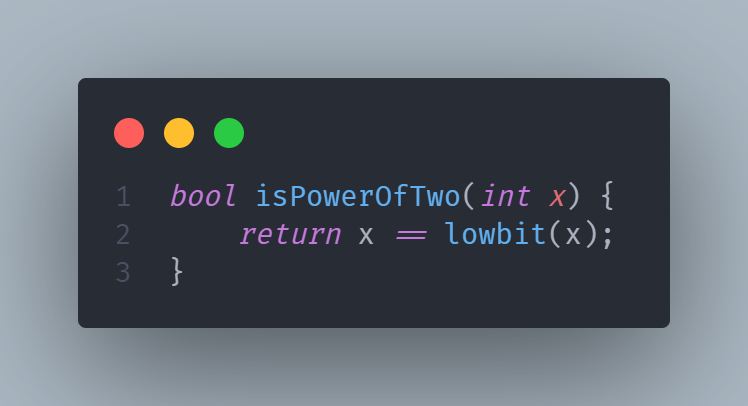 1 bool isPowerOfTwo(int x) {
2     return x == lowbit(x);
3 }